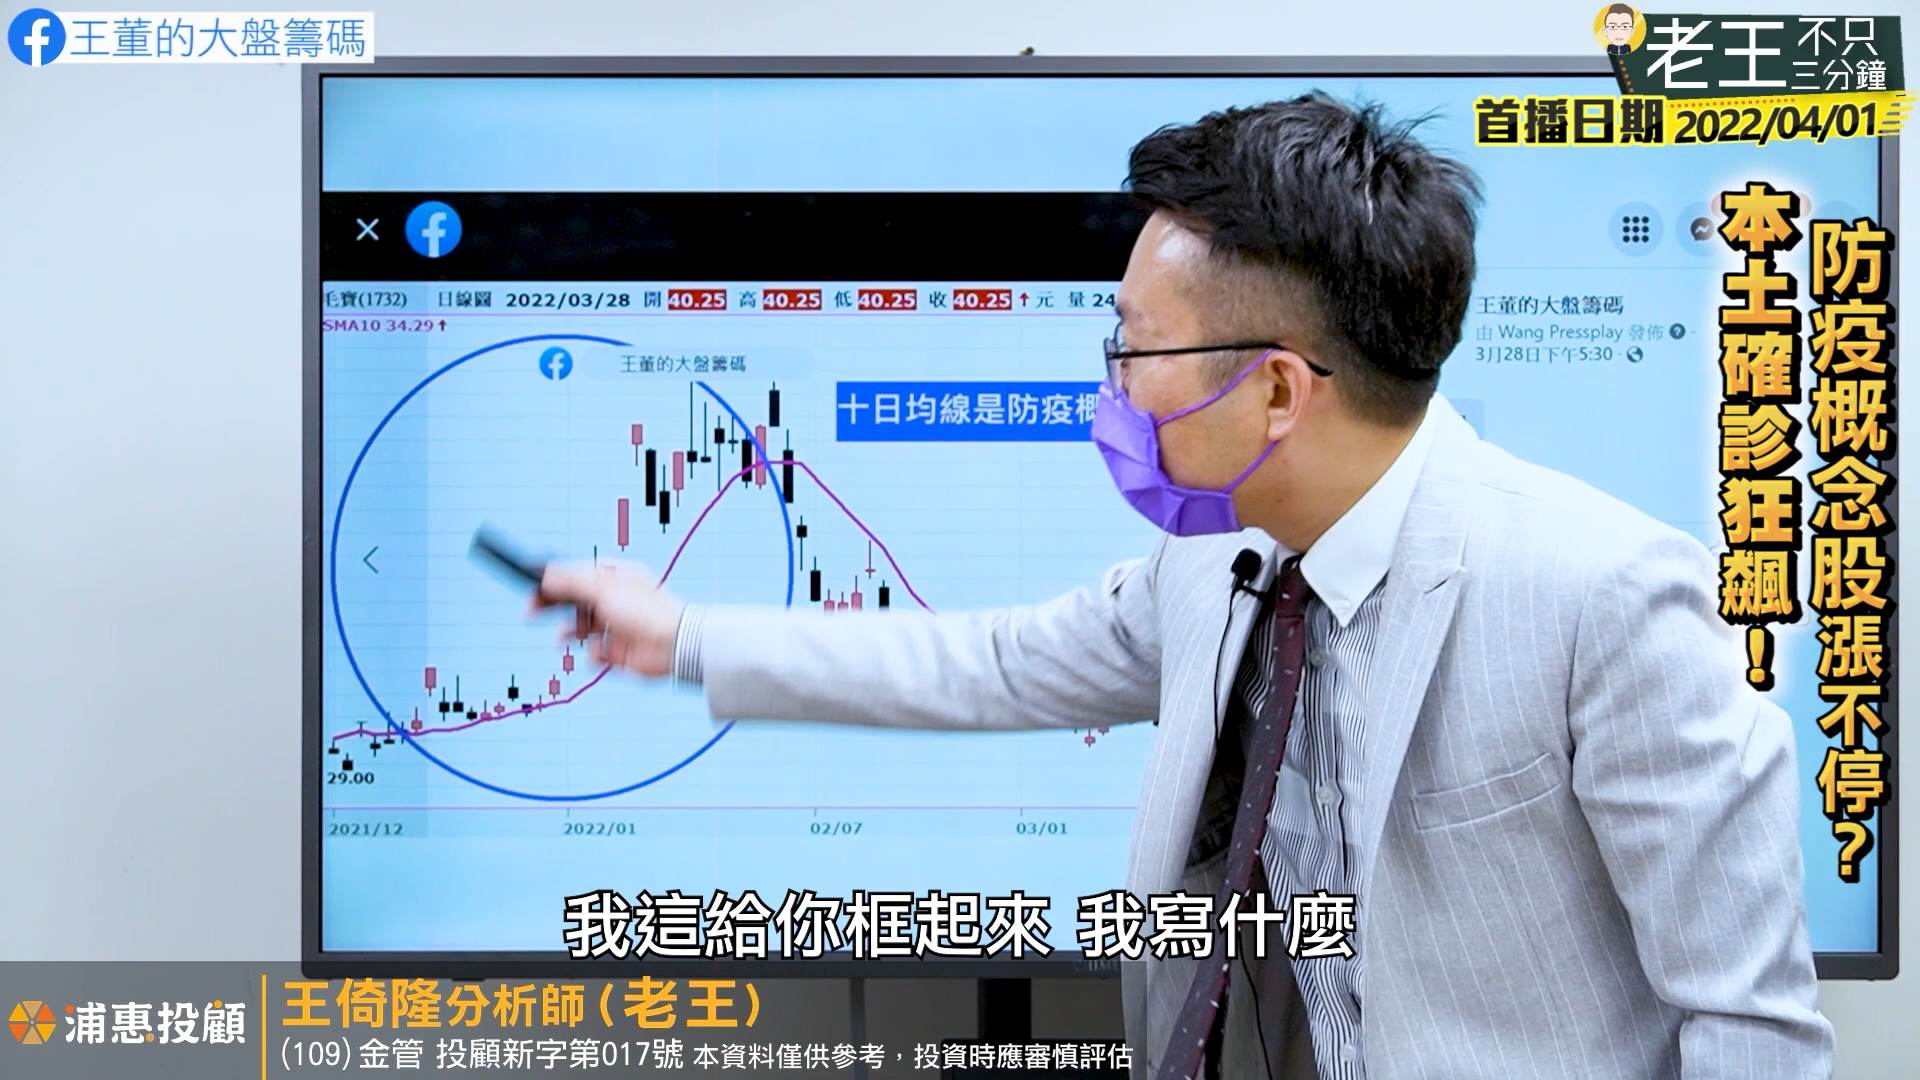 王董的大盤籌碼
老王不只三分鐘
首播日期 2022/04/01
本土確診狂飆！
防疫概念股漲不停？
毛寶(1732) 日線圖 2022/03/28 開 40.25 高 40.25 低 40.25 收 40.25 ↑ 元 量 24
SMA10 34.29 ↑
王董的大盤籌碼
十日均線是防疫概
王董的大盤籌碼
由 Wang Pressplay 發佈
3月28日下午5:30
29.00
2021/12 2022/01 02/07 03/01
我這給你框起來 我寫什麼
浦惠投顧
王倚隆分析師(老王)
(109)金管 投顧新字第017號 本資料僅供參考，投資時應審慎評估